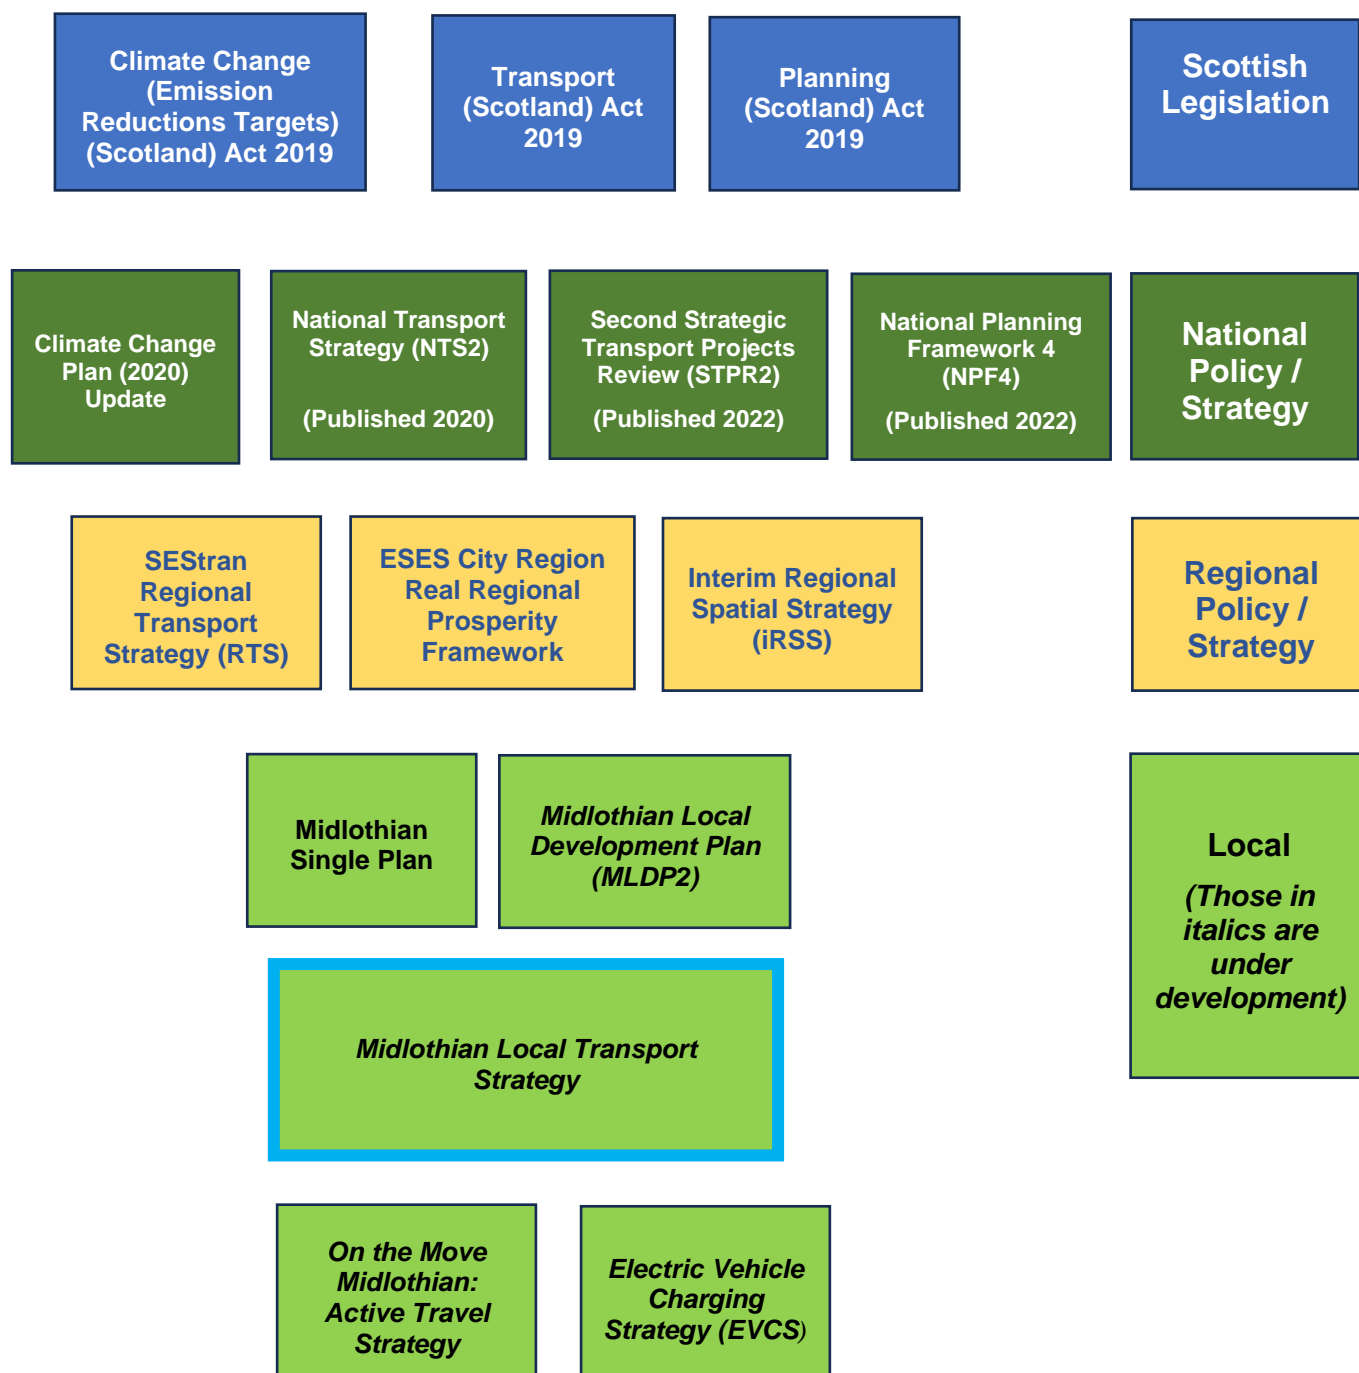 Climate Change
(Emission
Reductions Targets)
(Scotland) Act 2019
Transport
(Scotland) Act
2019
Planning
(Scotland) Act
2019
Scottish
Legislation
Climate Change
Plan (2020)
Update
National Transport
Strategy (NTS2)
(Published 2020)
Second Strategic
Transport Projects
Review (STPR2)
(Published 2022)
National Planning
Framework 4
(NPF4)
(Published 2022)
National
Policy /
Strategy
SEStran
Regional
Transport
Strategy (RTS)
ESES City Region
Real Regional
Prosperity
Framework
Interim Regional
Spatial Strategy
(iRSS)
Regional
Policy /
Strategy
Midlothian
Single Plan
Midlothian Local
Development Plan
(MLDP2)
Local
(Those in
italics are
under
development)
Midlothian Local Transport
Strategy
On the Move
Midlothian:
Active Travel
Strategy
Electric Vehicle
Charging
Strategy (EVCS)